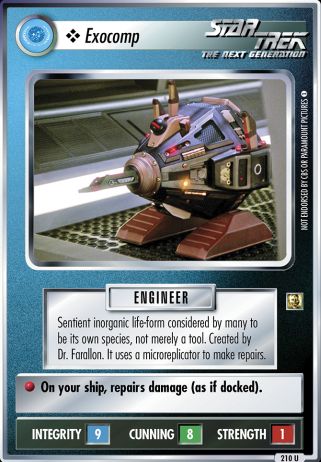 ❖ Exocomp
STAR TREK
THE NEXT GENERATION
NOT ENDORSED BY CBS OR PARAMOUNT PICTURES
ENGINEER
Sentient inorganic life-form considered by many to
be its own species, not merely a tool. Created by
Dr. Farallon. It uses a microreplicator to make repairs.
On your ship, repairs damage (as if docked).
INTEGRITY 9 CUNNING 8 STRENGTH 1
210 U